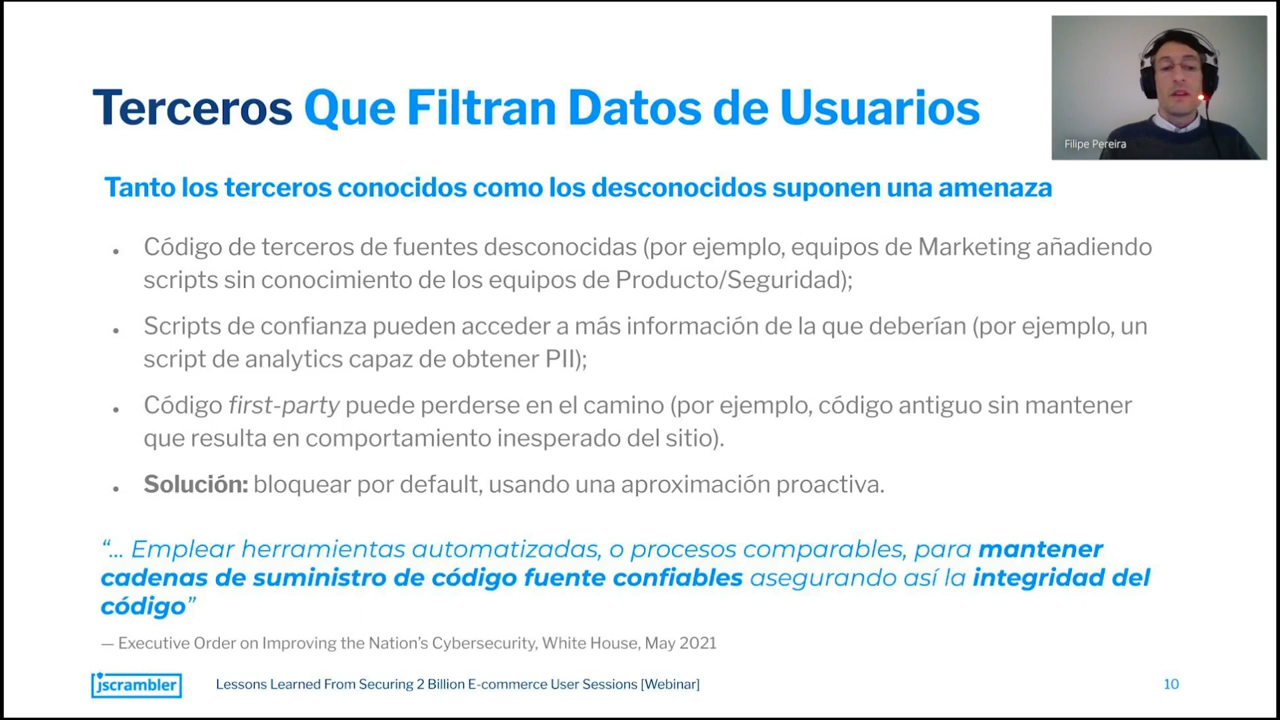 Terceros Que Filtran Datos de Usuarios
Filipe Pereira
Tanto los terceros conocidos como los desconocidos suponen una amenaza
• Código de terceros de fuentes desconocidas (por ejemplo, equipos de Marketing añadiendo
scripts sin conocimiento de los equipos de Producto/Seguridad);
• Scripts de confianza pueden acceder a más información de la que deberían (por ejemplo, un
script de analytics capaz de obtener PII);
• Código first-party puede perderse en el camino (por ejemplo, código antiguo sin mantener
que resulta en comportamiento inesperado del sitio).
• Solución: bloquear por default, usando una aproximación proactiva.
“... Emplear herramientas automatizadas, o procesos comparables, para mantener
cadenas de suministro de código fuente confiables asegurando así la integridad del
código”
— Executive Order on Improving the Nation’s Cybersecurity, White House, May 2021
jscrambler
Lessons Learned From Securing 2 Billion E-commerce User Sessions [Webinar]
10